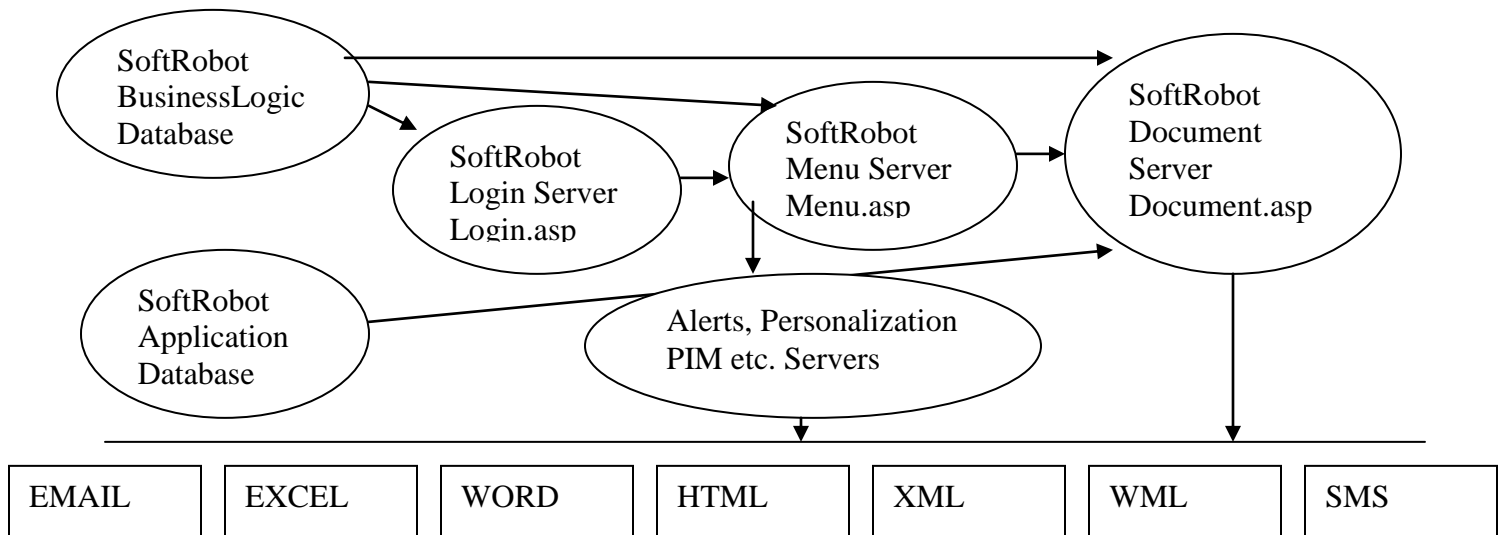 SoftRobot
BusinessLogic
Database
SoftRobot
Login Server
Login.asp
SoftRobot
Menu Server
Menu.asp
SoftRobot
Document
Server
Document.asp
SoftRobot
Application
Database
Alerts, Personalization
PIM etc. Servers
EMAIL
EXCEL
WORD
HTML
XML
WML
SMS